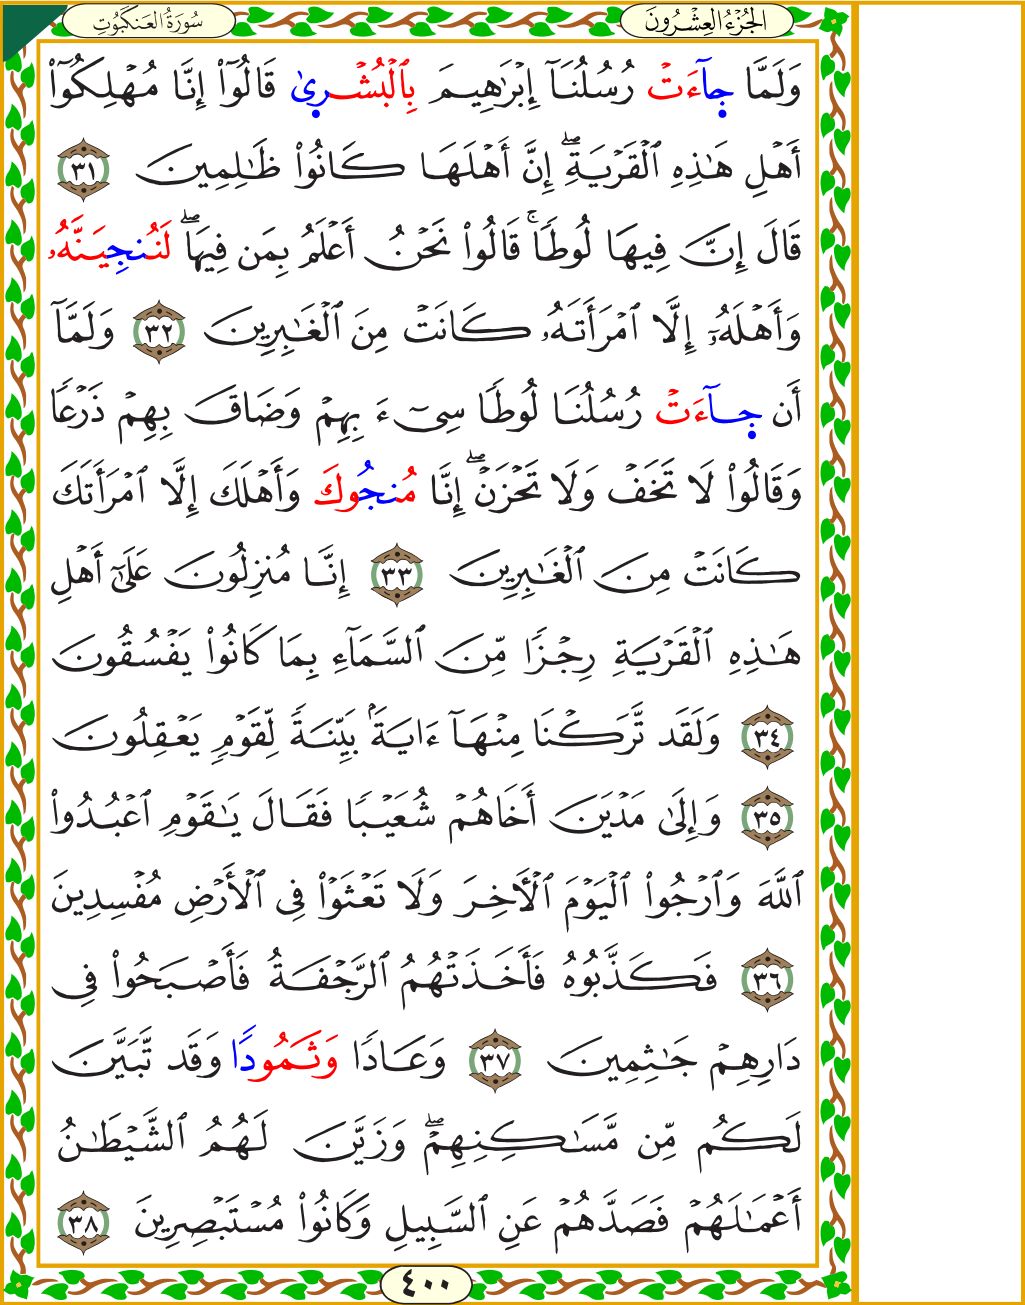 الجُزْءُ العِشْرُونَ
سُورَةُ العَنكَبُوتِ
وَلَمَّا جَآءَتْ رُسُلُنَآ إِبْرَٰهِيمَ بِٱلْبُشْرىٰ قَالُوٓا۟ إِنَّا مُهْلِكُوٓا۟
أَهْلِ هَٰذِهِ ٱلْقَرْيَةِۖ إِنَّ أَهْلَهَا كَانُوا۟ ظَٰلِمِينَ ٣١
قَالَ إِنَّ فِيهَا لُوطًاۚ قَالُوا۟ نَحْنُ أَعْلَمُ بِمَن فِيهَاۖ لَنُنجِيَنَّهُۥ
وَأَهْلَهُۥٓ إِلَّا ٱمْرَأَتَهُۥ كَانَتْ مِنَ ٱلْغَٰبِرِينَ ٣٢ وَلَمَّآ
أَن جَآءَتْ رُسُلُنَا لُوطًا سِىٓءَ بِهِمْ وَضَاقَ بِهِمْ ذَرْعًا
وَقَالُوا۟ لَا تَخَفْ وَلَا تَحْزَنْۖ إِنَّا مُنجُوكَ وَأَهْلَكَ إِلَّا ٱمْرَأَتَكَ
كَانَتْ مِنَ ٱلْغَٰبِرِينَ ٣٣ إِنَّا مُنزِلُونَ عَلَىٰٓ أَهْلِ
هَٰذِهِ ٱلْقَرْيَةِ رِجْزًا مِّنَ ٱلسَّمَآءِ بِمَا كَانُوا۟ يَفْسُقُونَ
٣٤ وَلَقَد تَّرَكْنَا مِنْهَآ ءَايَةًۢ بَيِّنَةً لِّقَوْمٍ يَعْقِلُونَ
٣٥ وَإِلَىٰ مَدْيَنَ أَخَاهُمْ شُعَيْبًا فَقَالَ يَٰقَوْمِ ٱعْبُدُوا۟
ٱللَّهَ وَٱرْجُوا۟ ٱلْيَوْمَ ٱلْأَخِرَ وَلَا تَعْثَوْا۟ فِى ٱلْأَرْضِ مُفْسِدِينَ
٣٦ فَكَذَّبُوهُ فَأَخَذَتْهُمُ ٱلرَّجْفَةُ فَأَصْبَحُوا۟ فِى
دَارِهِمْ جَٰثِمِينَ ٣٧ وَعَادًا وَثَمُودًا وَقَد تَّبَيَّنَ
لَكُم مِّن مَّسَٰكِنِهِمْۖ وَزَيَّنَ لَهُمُ ٱلشَّيْطَٰنُ
أَعْمَٰلَهُمْ فَصَدَّهُمْ عَنِ ٱلسَّبِيلِ وَكَانُوا۟ مُسْتَبْصِرِينَ ٣٨
٤٠٠